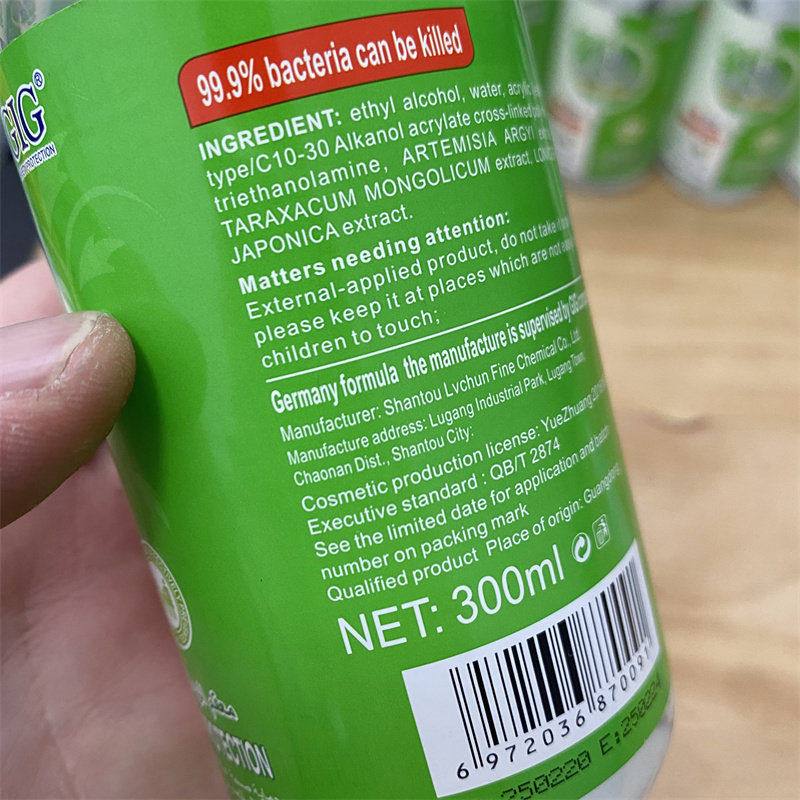 GIG®
PROTECTION
99.9% bacteria can be killed
INGREDIENT: ethyl alcohol, water,
type/C10-30 Alkanol acrylate cross-linked
triethanolamine, ARTEMISIA ARGYI
TARAXACUM MONGOLICUM extract,
JAPONICA extract.
Matters needing attention:
External-applied product, do not take
please keep it at places which are not
children to touch;
Germany formula the manufacture is supervised by
Manufacturer: Shantou Lvchun Fine Chemical Co., Ltd.
Manufacture address: Lugang Industrial Park, Lugang Town,
Chaonan Dist., Shantou City:
Cosmetic production license: YueZhuang
Executive standard : QB/T 2874
See the limited date for application and batch
number on packing mark
Qualified product Place of origin: Guangdong
NET: 300ml
6 972036 870091
250220 E:250224